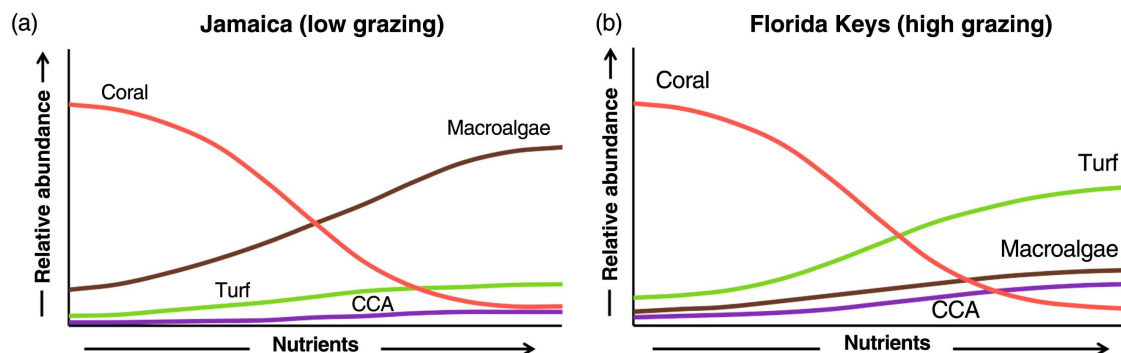 (a)
Jamaica (low grazing)
Relative abundance
Coral
Macroalgae
Turf
CCA
Nutrients
(b)
Florida Keys (high grazing)
Relative abundance
Coral
Turf
Macroalgae
CCA
Nutrients